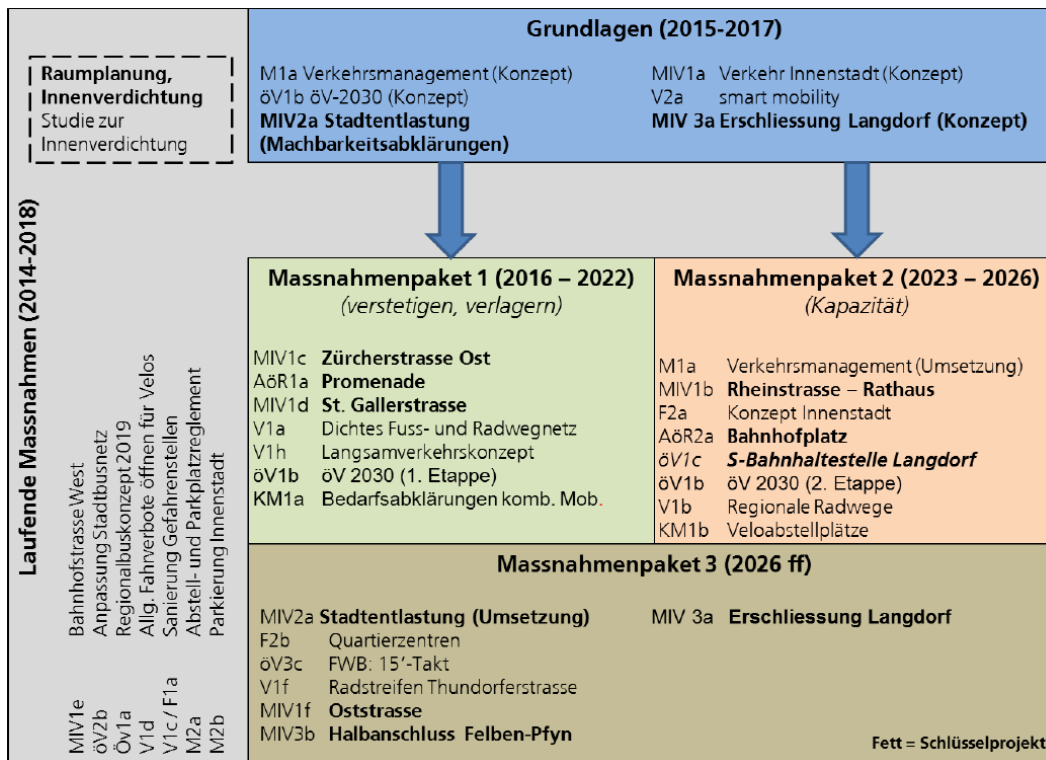 Grundlagen (2015-2017)
Raumplanung,
Innenverdichtung
Studie zur
Innenverdichtung
M1a Verkehrsmanagement (Konzept)
öV1b öV-2030 (Konzept)
MIV2a Stadtentlastung
(Machbarkeitsabklärungen)
MIV1a Verkehr Innenstadt (Konzept)
V2a smart mobility
MIV 3a Erschliessung Langdorf (Konzept)
Laufende Massnahmen (2014-2018)
MIV1e Bahnhofstrasse West
öV2b Anpassung Stadtbusnetz
Öv1a Regionalbuskonzept 2019
V1d Allg. Fahrverbote öffnen für Velos
V1c / F1a Sanierung Gefahrenstellen
M2a Abstell- und Parkplatzreglement
M2b Parkierung Innenstadt
Massnahmenpaket 1 (2016 – 2022)
(verstetigen, verlagern)
MIV1c Zürcherstrasse Ost
AöR1a Promenade
MIV1d St. Gallerstrasse
V1a Dichtes Fuss- und Radwegnetz
V1h Langsamverkehrskonzept
öV1b öV 2030 (1. Etappe)
KM1a Bedarfsabklärungen komb. Mob.
Massnahmenpaket 2 (2023 – 2026)
(Kapazität)
M1a Verkehrsmanagement (Umsetzung)
MIV1b Rheinstrasse – Rathaus
F2a Konzept Innenstadt
AöR2a Bahnhofplatz
öV1c S-Bahnhaltestelle Langdorf
öV1b öV 2030 (2. Etappe)
V1b Regionale Radwege
KM1b Veloabstellplätze
Massnahmenpaket 3 (2026 ff)
MIV2a Stadtentlastung (Umsetzung)
F2b Quartierzentren
öV3c FWB: 15'-Takt
V1f Radstreifen Thundorferstrasse
MIV1f Oststrasse
MIV3b Halbanschluss Felben-Pfyn
MIV 3a Erschliessung Langdorf
Fett = Schlüsselprojekt